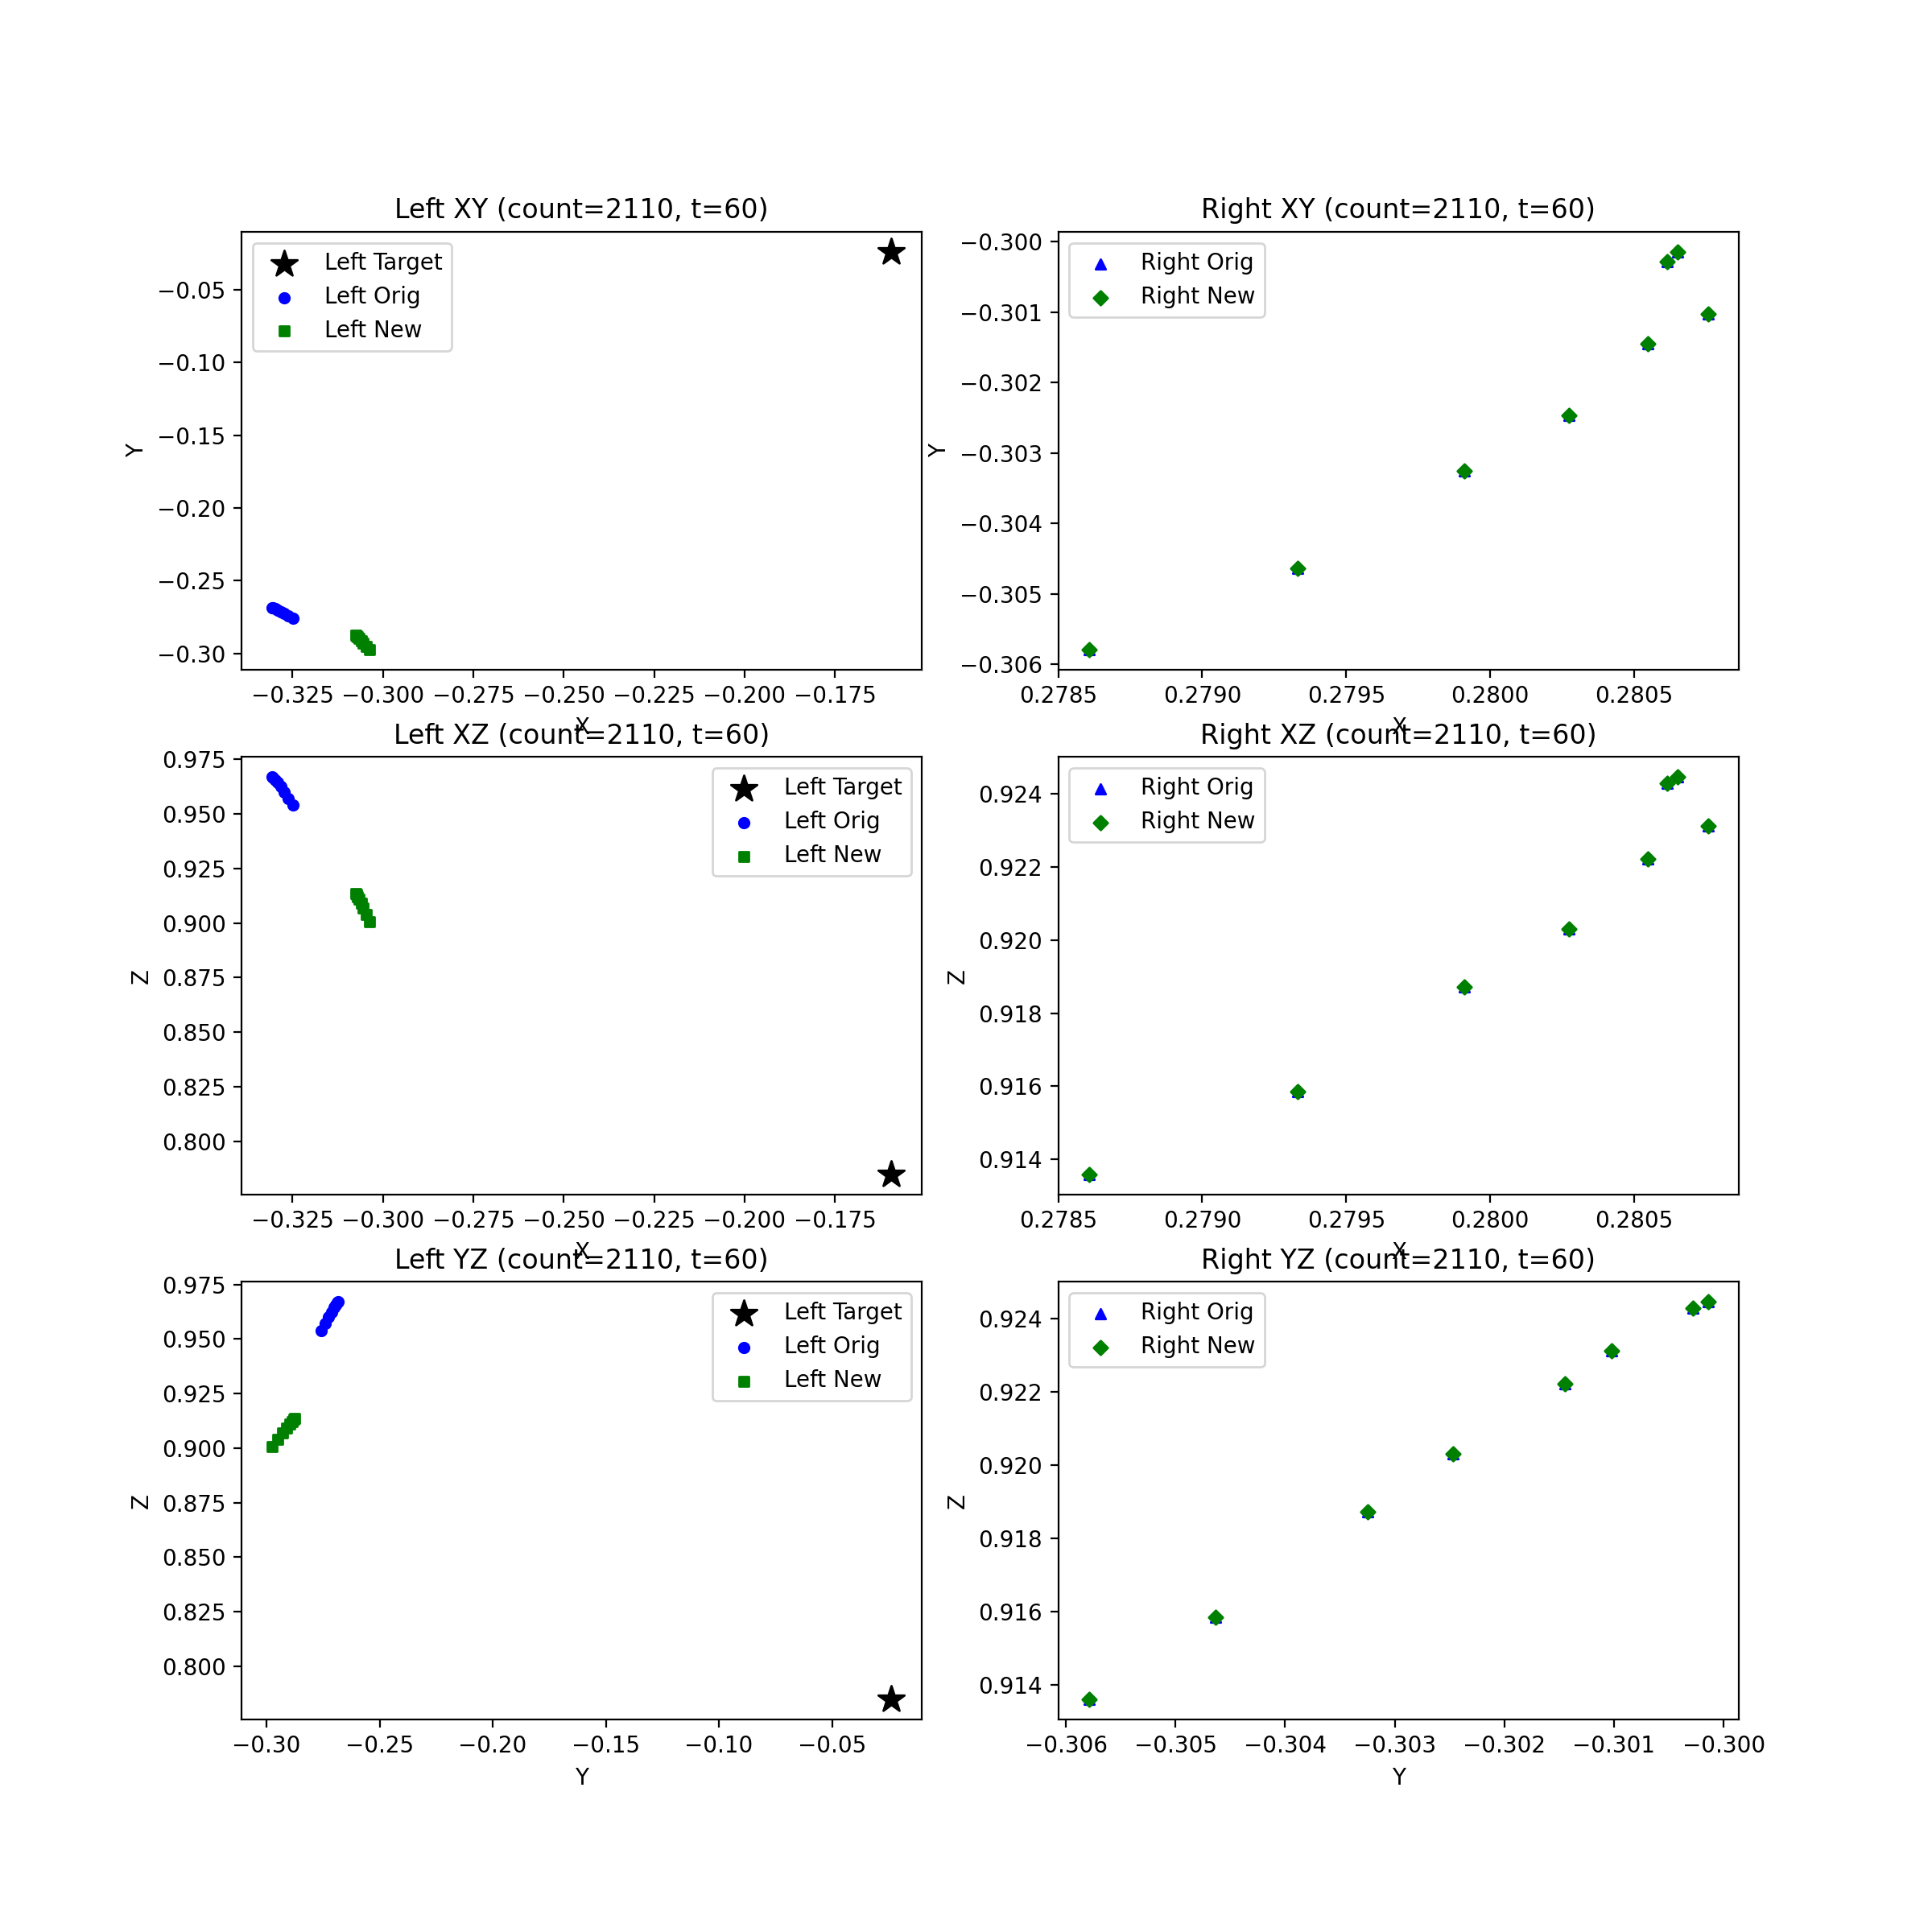 Left XY (count=2110, t=60)
Left Target
Left Orig
Left New
Y
−0.05
−0.10
−0.15
−0.20
−0.25
−0.30
−0.325 −0.300 −0.275 −0.250 −0.225 −0.200 −0.175
X
Right XY (count=2110, t=60)
Right Orig
Right New
Y
−0.300
−0.301
−0.302
−0.303
−0.304
−0.305
−0.306
0.2785 0.2790 0.2795 0.2800 0.2805
X
Left XZ (count=2110, t=60)
Left Target
Left Orig
Left New
Z
0.975
0.950
0.925
0.900
0.875
0.850
0.825
0.800
−0.325 −0.300 −0.275 −0.250 −0.225 −0.200 −0.175
X
Right XZ (count=2110, t=60)
Right Orig
Right New
Z
0.924
0.922
0.920
0.918
0.916
0.914
0.2785 0.2790 0.2795 0.2800 0.2805
X
Left YZ (count=2110, t=60)
Left Target
Left Orig
Left New
Z
0.975
0.950
0.925
0.900
0.875
0.850
0.825
0.800
−0.30 −0.25 −0.20 −0.15 −0.10 −0.05
Y
Right YZ (count=2110, t=60)
Right Orig
Right New
Z
0.924
0.922
0.920
0.918
0.916
0.914
−0.306 −0.305 −0.304 −0.303 −0.302 −0.301 −0.300
Y